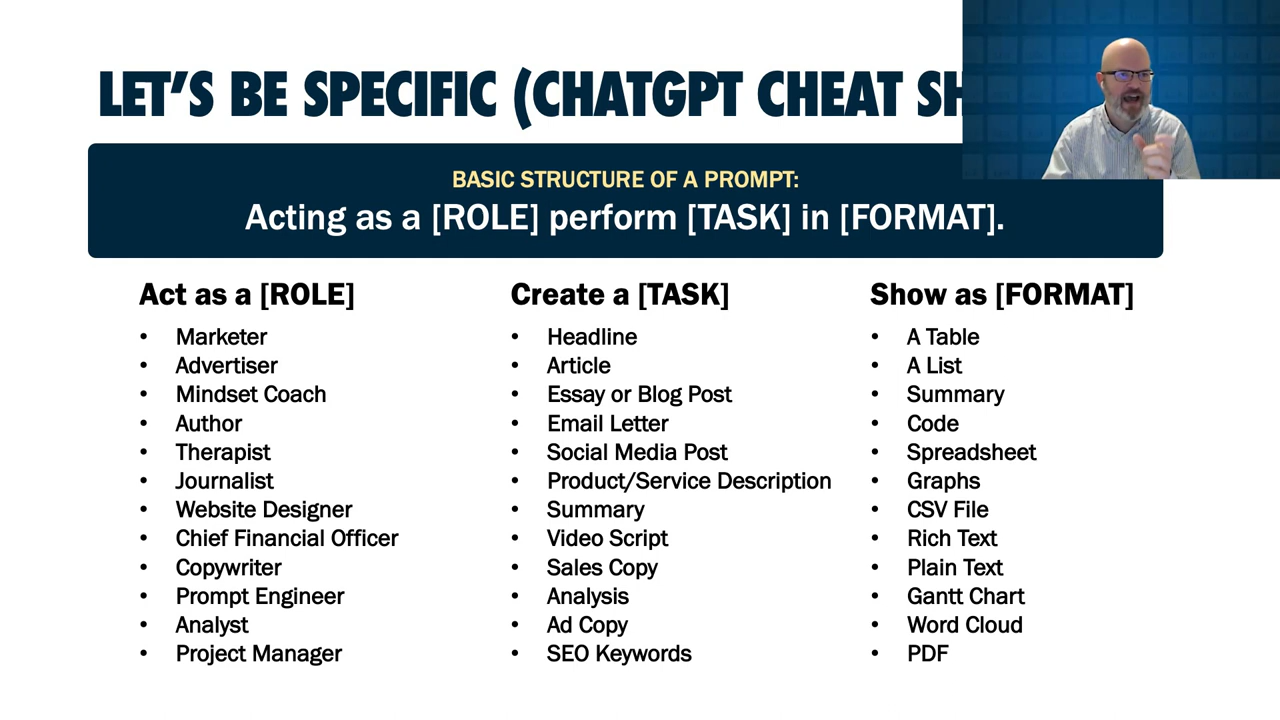 LET'S BE SPECIFIC (CHATGPT CHEAT
BASIC STRUCTURE OF A PROMPT:
Acting as a [ROLE] perform [TASK] in [FORMAT].
Act as a [ROLE]
• Marketer
• Advertiser
• Mindset Coach
• Author
• Therapist
• Journalist
• Website Designer
• Chief Financial Officer
• Copywriter
• Prompt Engineer
• Analyst
• Project Manager
Create a [TASK]
• Headline
• Article
• Essay or Blog Post
• Email Letter
• Social Media Post
• Product/Service Description
• Summary
• Video Script
• Sales Copy
• Analysis
• Ad Copy
• SEO Keywords
Show as [FORMAT]
• A Table
• A List
• Summary
• Code
• Spreadsheet
• Graphs
• CSV File
• Rich Text
• Plain Text
• Gantt Chart
• Word Cloud
• PDF